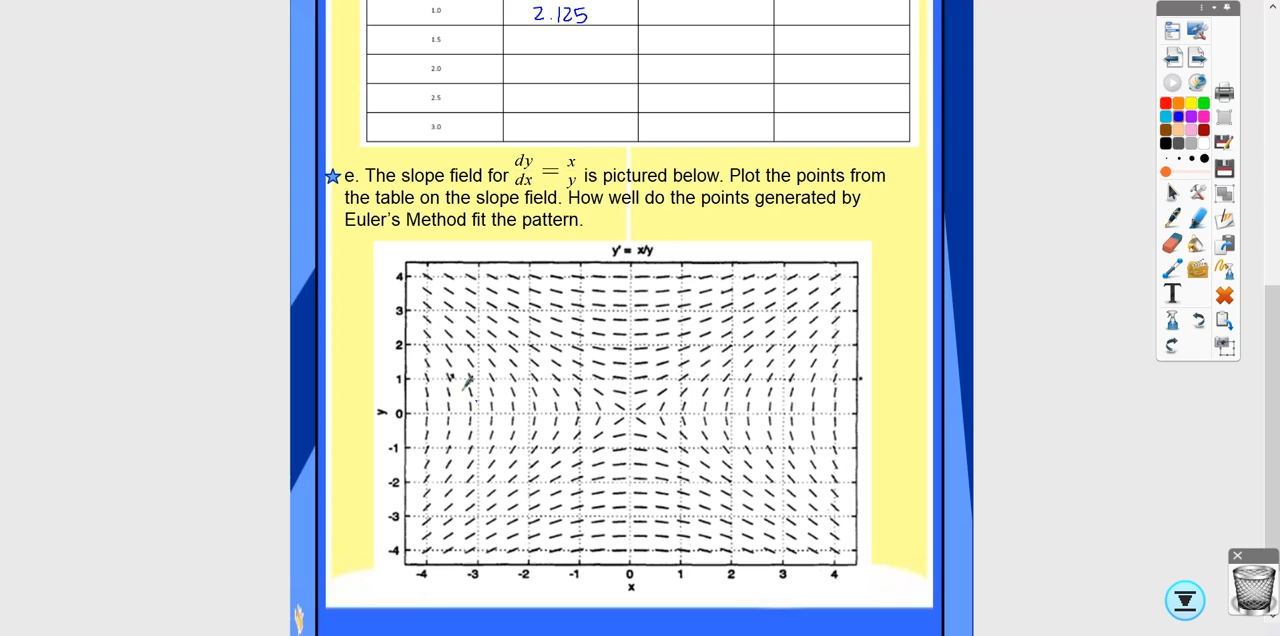 1.0 2.125
1.5
2.0
2.5
3.0
e. The slope field for dy/dx = x/y is pictured below. Plot the points from
the table on the slope field. How well do the points generated by
Euler's Method fit the pattern.
y' = x/y
4
3
2
1
y 0
-1
-2
-3
-4
-4 -3 -2 -1 0 1 2 3 4
x
T